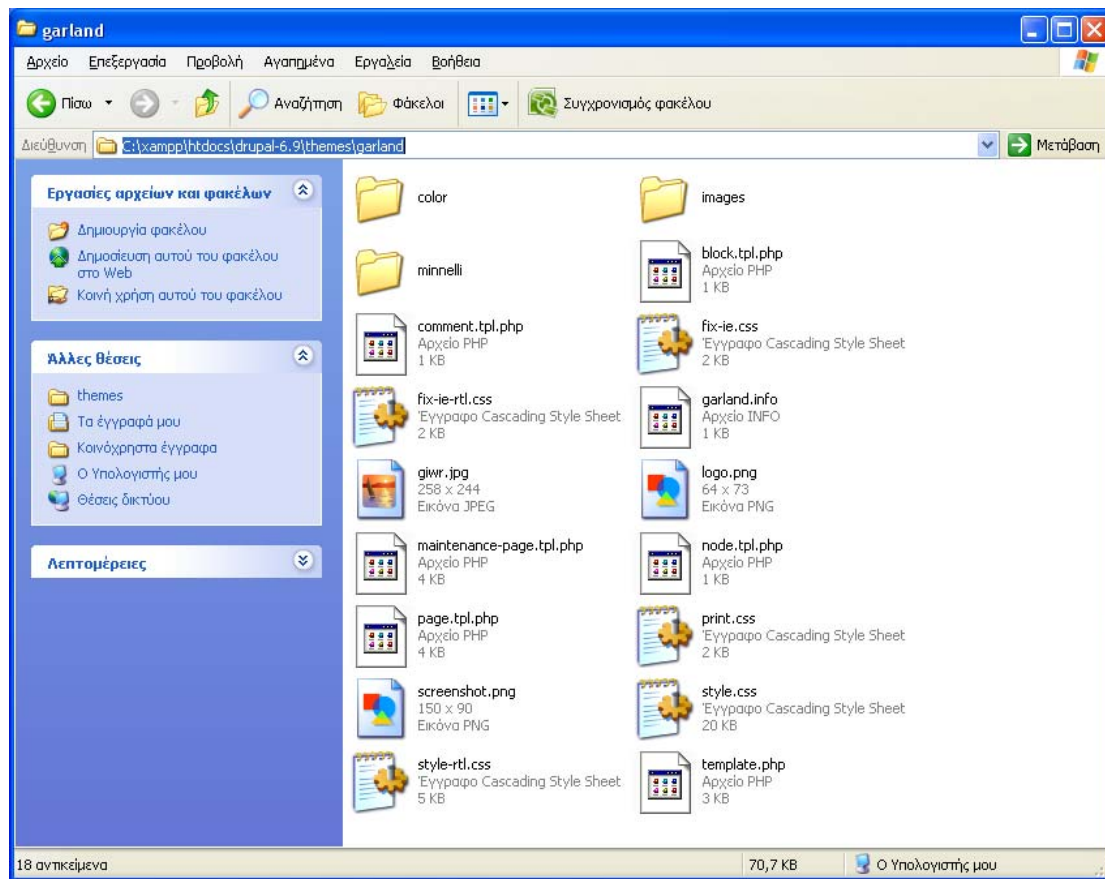 garland
Αρχείο Επεξεργασία Προβολή Αγαπημένα Εργαλεία Βοήθεια
Πίσω Αναζήτηση Φάκελοι Συγχρονισμός φακέλου
Διεύθυνση C:\xampp\htdocs\drupal-6.9\themes\garland Μετάβαση
Εργασίες αρχείων και φακέλων
Δημιουργία φακέλου
Δημοσίευση αυτού του φακέλου
στο Web
Κοινή χρήση αυτού του φακέλου
Άλλες θέσεις
themes
Τα έγγραφά μου
Κοινόχρηστα έγγραφα
Ο Υπολογιστής μου
Θέσεις δικτύου
Λεπτομέρειες
color
images
minnelli
block.tpl.php
Αρχείο PHP
1 KB
comment.tpl.php
Αρχείο PHP
1 KB
fix-ie.css
Έγγραφο Cascading Style Sheet
2 KB
fix-ie-rtl.css
Έγγραφο Cascading Style Sheet
2 KB
garland.info
Αρχείο INFO
1 KB
giwr.jpg
258 x 244
Εικόνα JPEG
logo.png
64 x 73
Εικόνα PNG
maintenance-page.tpl.php
Αρχείο PHP
4 KB
node.tpl.php
Αρχείο PHP
1 KB
page.tpl.php
Αρχείο PHP
4 KB
print.css
Έγγραφο Cascading Style Sheet
2 KB
screenshot.png
150 x 90
Εικόνα PNG
style.css
Έγγραφο Cascading Style Sheet
20 KB
style-rtl.css
Έγγραφο Cascading Style Sheet
5 KB
template.php
Αρχείο PHP
3 KB
18 αντικείμενα 70,7 KB Ο Υπολογιστής μου